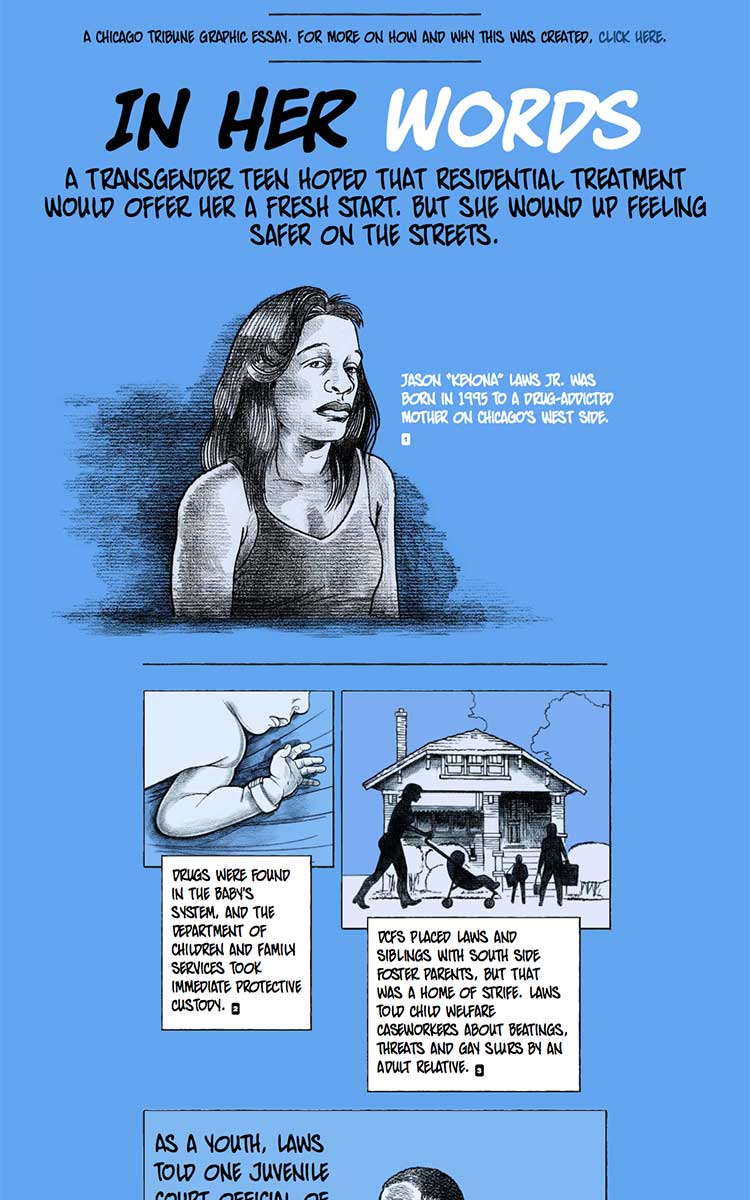 A CHICAGO TRIBUNE GRAPHIC ESSAY. FOR MORE ON HOW AND WHY THIS WAS CREATED, CLICK HERE.
IN HER WORDS
A TRANSGENDER TEEN HOPED THAT RESIDENTIAL TREATMENT
WOULD OFFER HER A FRESH START. BUT SHE WOUND UP FEELING
SAFER ON THE STREETS.
JASON "KEYONA" LAWS JR. WAS
BORN IN 1995 TO A DRUG-ADDICTED
MOTHER ON CHICAGO'S WEST SIDE.
1
DRUGS WERE FOUND
IN THE BABY'S
SYSTEM, AND THE
DEPARTMENT OF
CHILDREN AND FAMILY
SERVICES TOOK
IMMEDIATE PROTECTIVE
CUSTODY. 2
DCFS PLACED LAWS AND
SIBLINGS WITH SOUTH SIDE
FOSTER PARENTS, BUT THAT
WAS A HOME OF STRIFE. LAWS
TOLD CHILD WELFARE
CASEWORKERS ABOUT BEATINGS,
THREATS AND GAY SLURS BY AN
ADULT RELATIVE. 3
AS A YOUTH, LAWS
TOLD ONE JUVENILE
COURT OFFICIAL OF